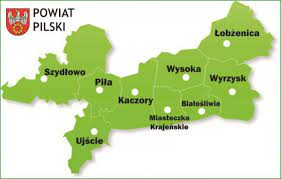 POWIAT
PILSKI
Łobżenica
Szydłowo
Wysoka
Piła
Wyrzysk
Kaczory
Białośliwie
Miasteczko
Krajeńskie
Ujście